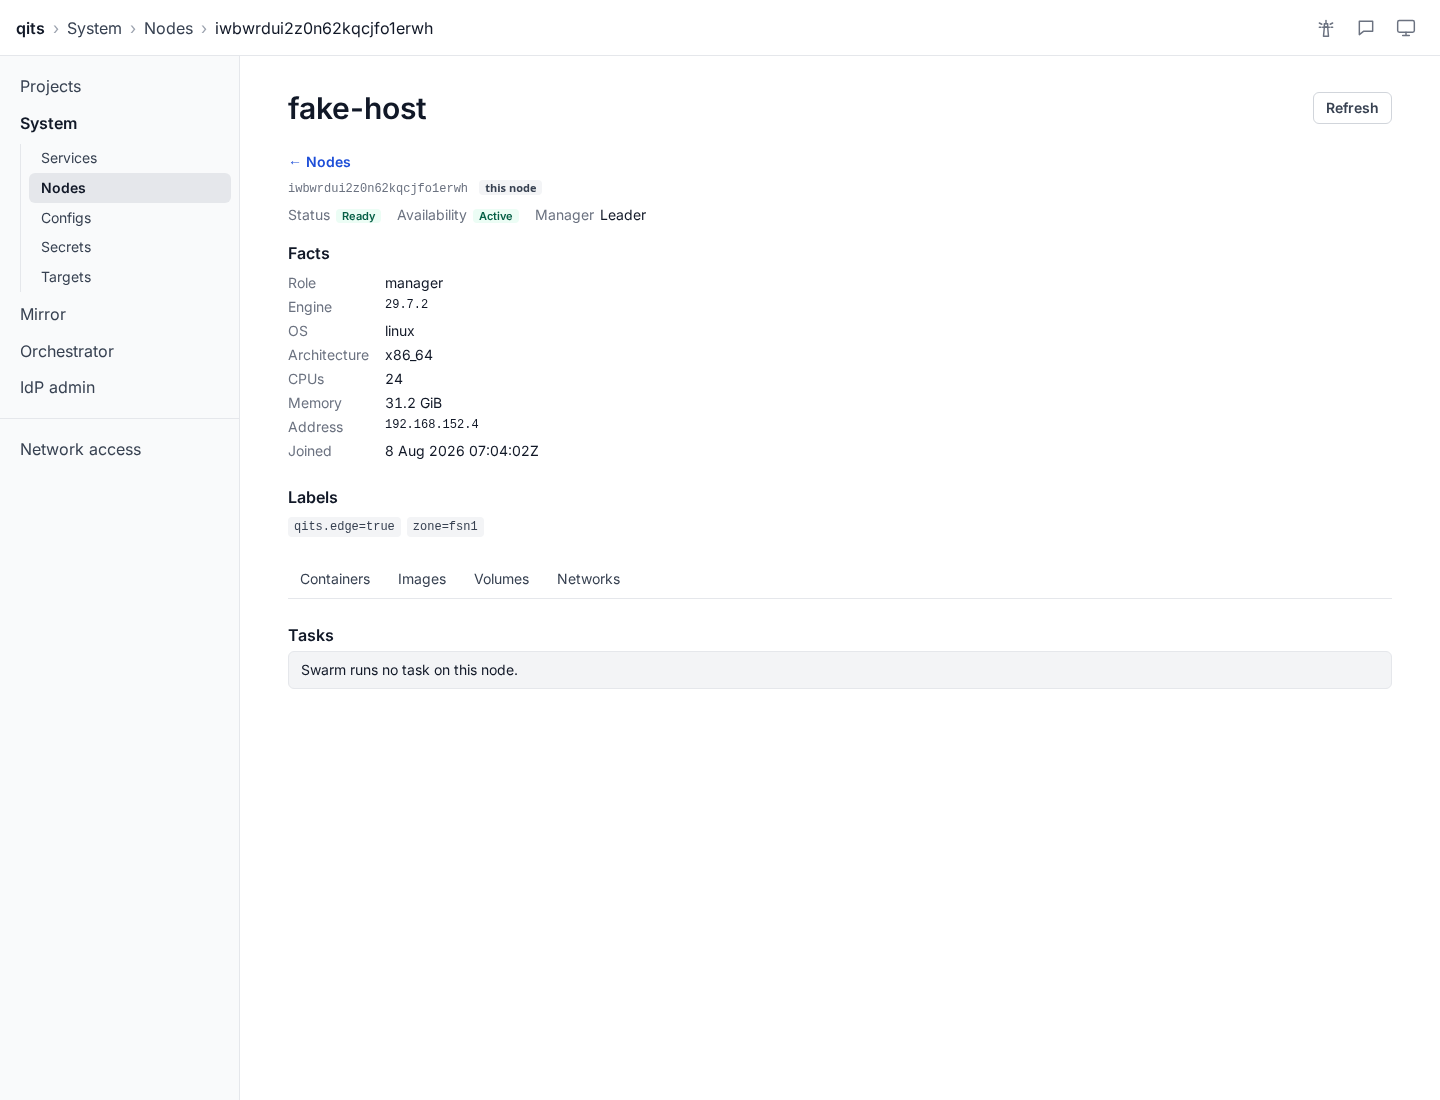 qits › System › Nodes › iwbwrdui2z0n62kqcjfo1erwh
Projects
System
Services
Nodes
Configs
Secrets
Targets
Mirror
Orchestrator
IdP admin
Network access
fake-host
Refresh
← Nodes
iwbwrdui2z0n62kqcjfo1erwh this node
Status Ready Availability Active Manager Leader
Facts
Role manager
Engine 29.7.2
OS linux
Architecture x86_64
CPUs 24
Memory 31.2 GiB
Address 192.168.152.4
Joined 8 Aug 2026 07:04:02Z
Labels
qits.edge=true zone=fsn1
Containers Images Volumes Networks
Tasks
Swarm runs no task on this node.